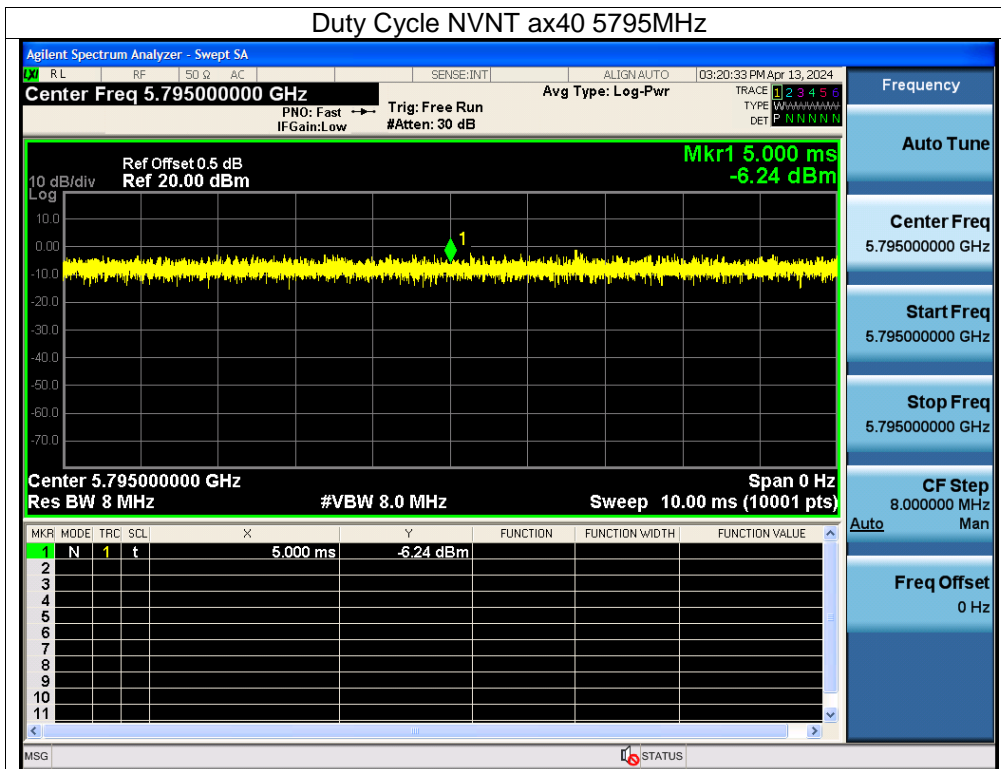 Duty Cycle NVNT ax40 5795MHz
Agilent Spectrum Analyzer - Swept SA
LXI RL RF 50 Ω AC SENSE:INT ALIGN AUTO 03:20:33 PM Apr 13, 2024
Center Freq 5.795000000 GHz
PNO: Fast
IFGain:Low
Trig: Free Run
#Atten: 30 dB
Avg Type: Log-Pwr
TRACE 1 2 3 4 5 6
TYPE WWWWWW
DET P N N N N N
Mkr1 5.000 ms
-6.24 dBm
Ref Offset 0.5 dB
10 dB/div Ref 20.00 dBm
Log
10.0
0.00
-10.0
-20.0
-30.0
-40.0
-50.0
-60.0
-70.0
1
Center 5.795000000 GHz Span 0 Hz
Res BW 8 MHz #VBW 8.0 MHz Sweep 10.00 ms (10001 pts)
MKR MODE TRC SCL X Y FUNCTION FUNCTION WIDTH FUNCTION VALUE
1 N 1 t 5.000 ms -6.24 dBm
2
3
4
5
6
7
8
9
10
11
MSG STATUS
Frequency
Auto Tune
Center Freq
5.795000000 GHz
Start Freq
5.795000000 GHz
Stop Freq
5.795000000 GHz
CF Step
8.000000 MHz
Auto Man
Freq Offset
0 Hz